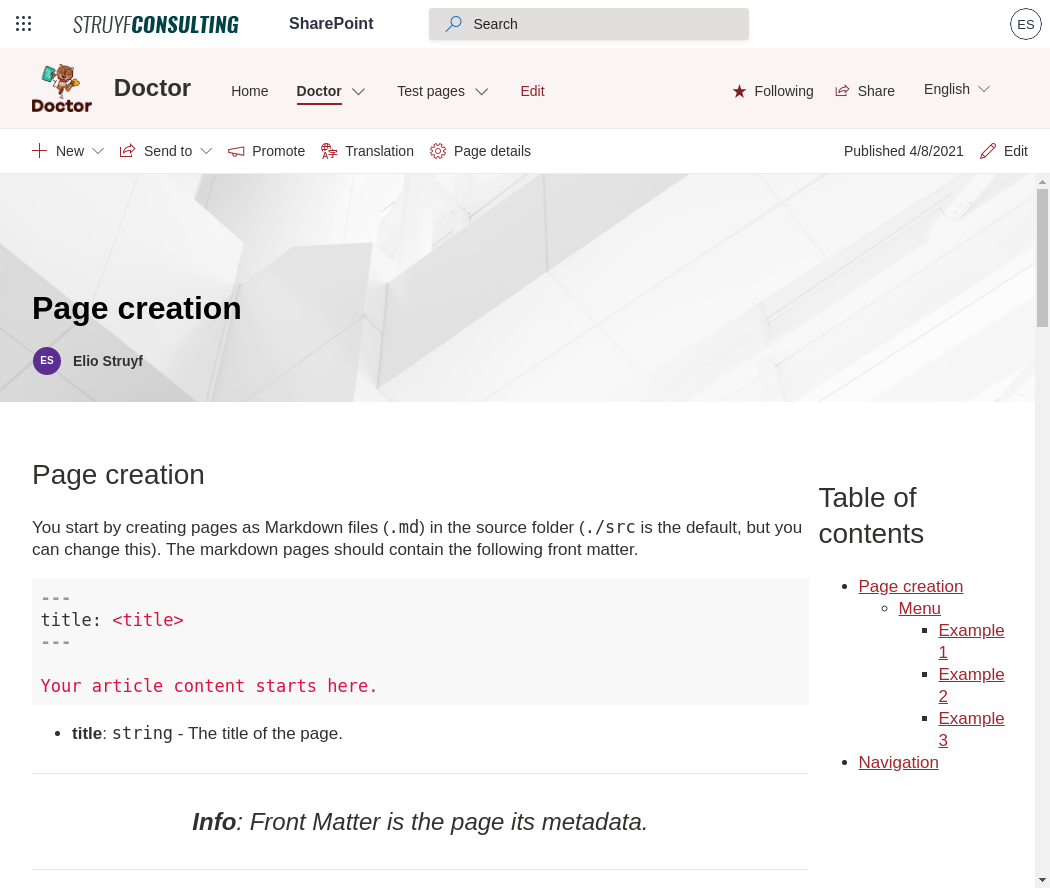 STRUYFCONSULTING SharePoint Search ES
Doctor Doctor Home Doctor Test pages Edit Following Share English
New Send to Promote Translation Page details Published 4/8/2021 Edit
Page creation
ES Elio Struyf
Page creation
You start by creating pages as Markdown files (.md) in the source folder (./src is the default, but you
can change this). The markdown pages should contain the following front matter.
---
title: <title>
---
Your article content starts here.
• title: string - The title of the page.
Info: Front Matter is the page its metadata.
Table of
contents
• Page creation
◦ Menu
▪ Example
1
▪ Example
2
▪ Example
3
• Navigation